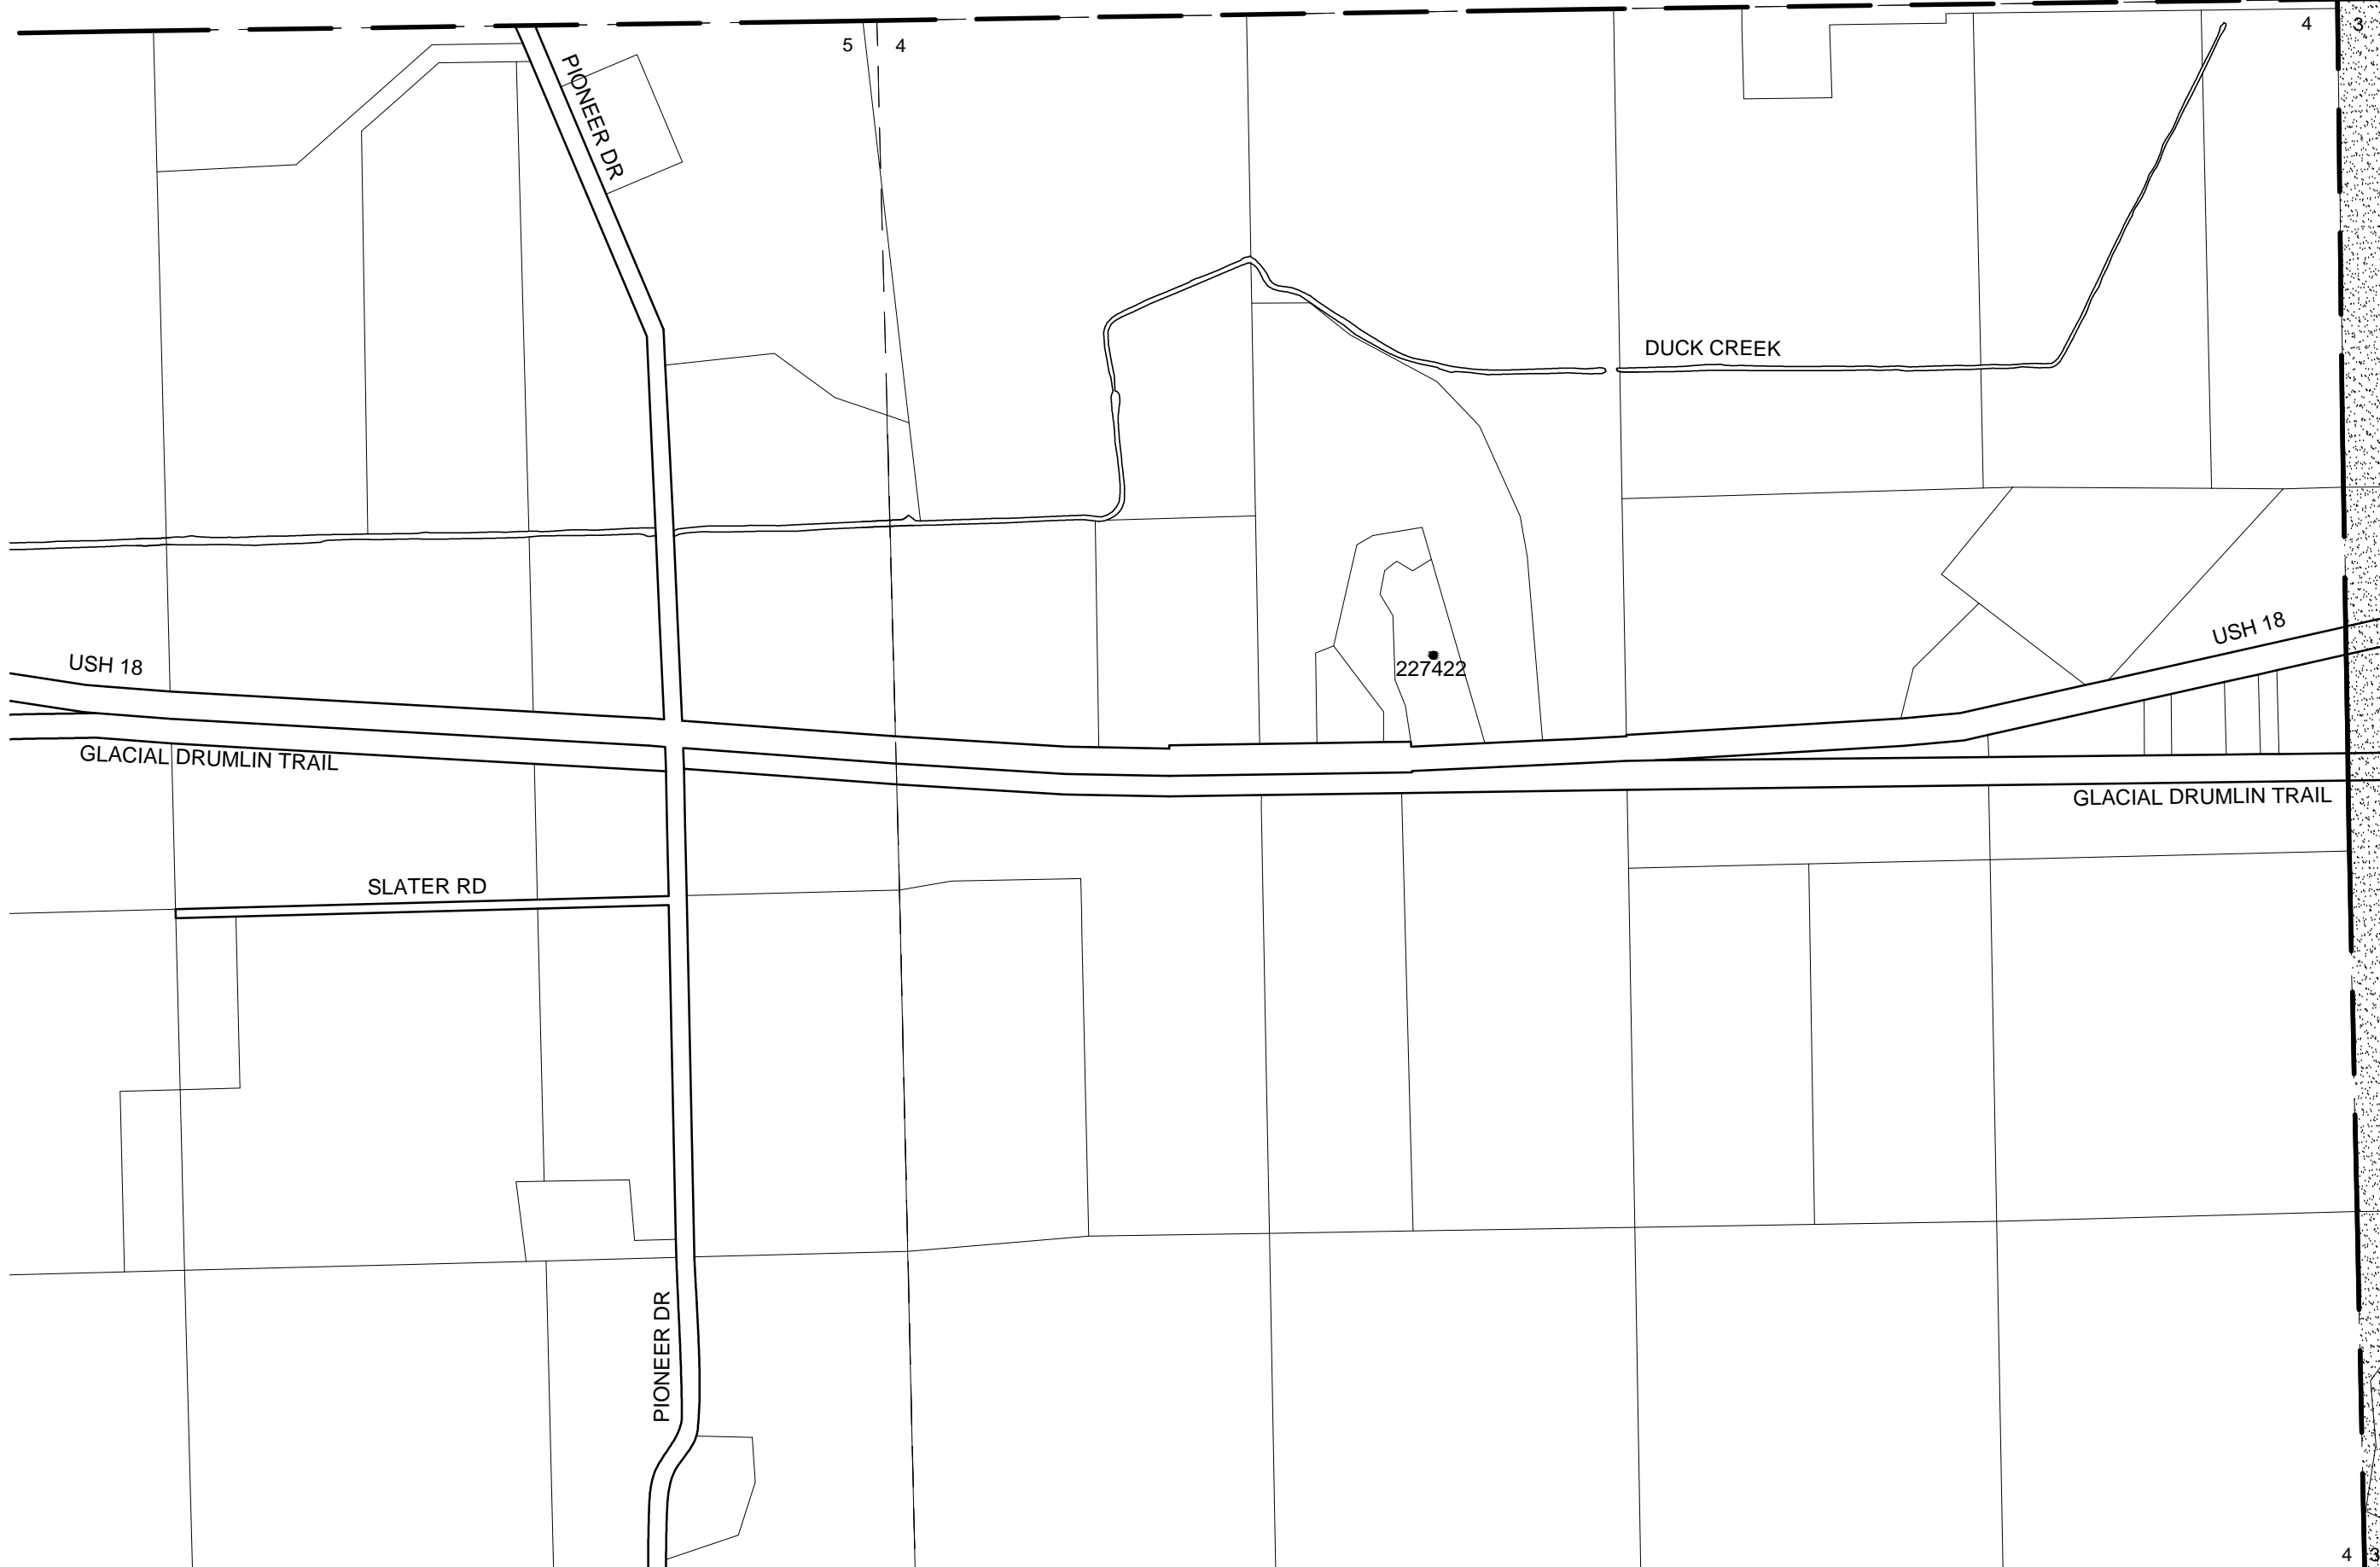 5 4
4 3
PIONEER DR
DUCK CREEK
USH 18
USH 18
227422
GLACIAL DRUMLIN TRAIL
GLACIAL DRUMLIN TRAIL
SLATER RD
PIONEER DR
4 3